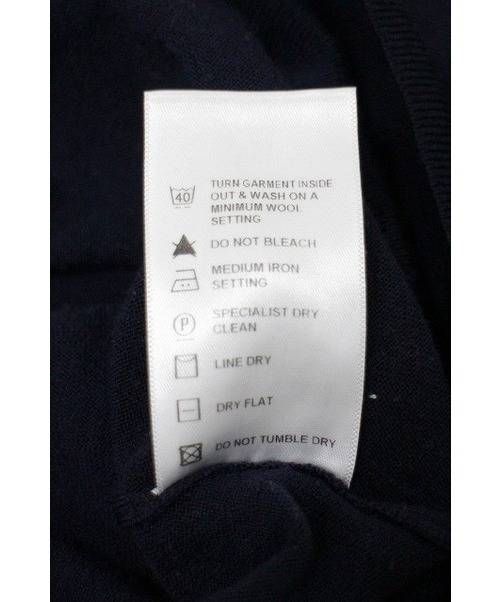 TURN GARMENT INSIDE
40 OUT & WASH ON A
MINIMUM WOOL
SETTING
DO NOT BLEACH
MEDIUM IRON
SETTING
P SPECIALIST DRY
CLEAN
LINE DRY
DRY FLAT
DO NOT TUMBLE DRY